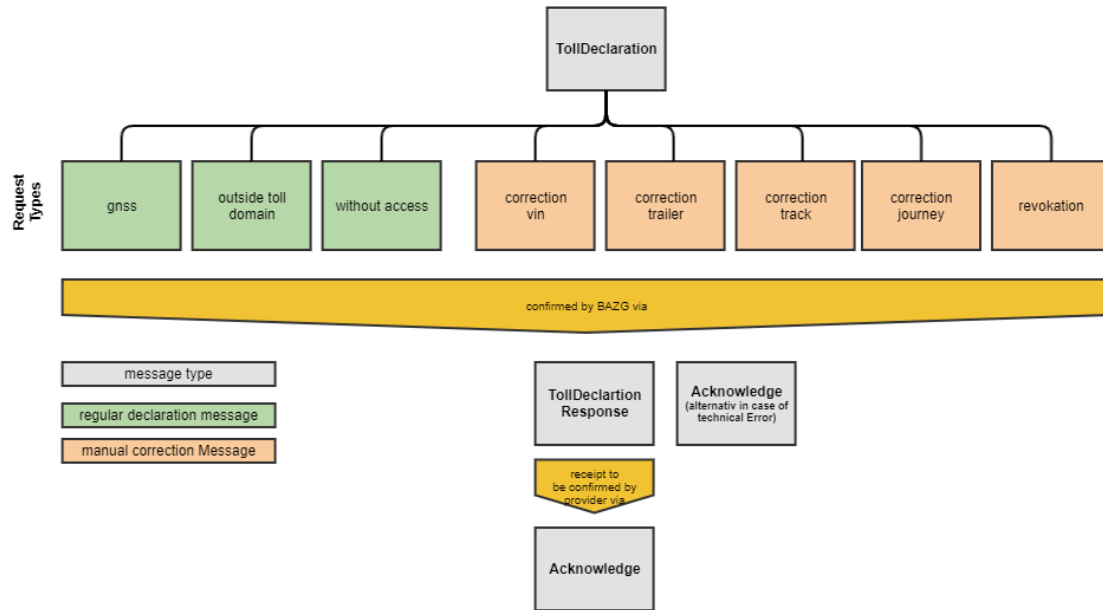 TollDeclaration
Request
Types
gnss
outside toll
domain
without access
correction
vin
correction
trailer
correction
track
correction
journey
revokation
confirmed by BAZG via
message type
regular declaration message
manual correction Message
TollDeclartion
Response
Acknowledge
(alternativ in case of
technical Error)
receipt to
be confirmed by
provider via
Acknowledge